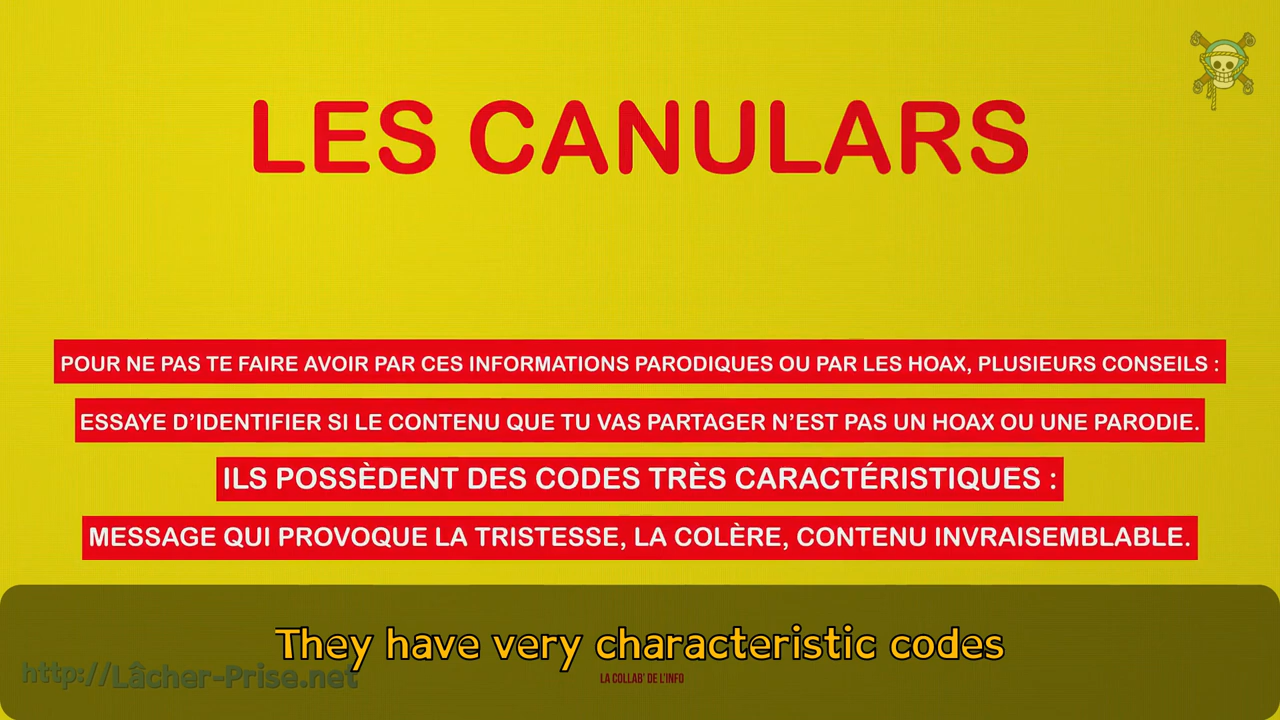 LES CANULARS
POUR NE PAS TE FAIRE AVOIR PAR CES INFORMATIONS PARODIQUES OU PAR LES HOAX, PLUSIEURS CONSEILS :
ESSAYE D’IDENTIFIER SI LE CONTENU QUE TU VAS PARTAGER N’EST PAS UN HOAX OU UNE PARODIE.
ILS POSSÈDENT DES CODES TRÈS CARACTÉRISTIQUES :
MESSAGE QUI PROVOQUE LA TRISTESSE, LA COLÈRE, CONTENU INVRAISEMBLABLE.
They have very characteristic codes
http://Lâcher-Prise.net
LA COLLAB' DE L'INFO